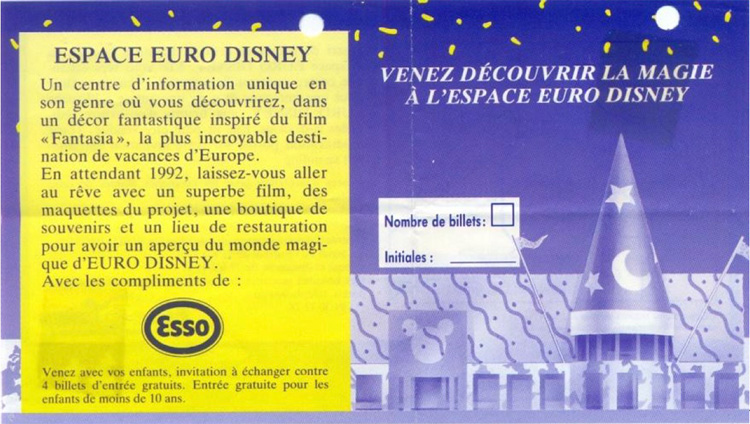 ESPACE EURO DISNEY
Un centre d'information unique en
son genre où vous découvrirez, dans
un décor fantastique inspiré du film
«Fantasia», la plus incroyable desti-
nation de vacances d'Europe.
En attendant 1992, laissez-vous aller
au rêve avec un superbe film, des
maquettes du projet, une boutique de
souvenirs et un lieu de restauration
pour avoir un aperçu du monde magi-
que d'EURO DISNEY.
Avec les compliments de :
Esso
Venez avec vos enfants, invitation à échanger contre
4 billets d'entrée gratuits. Entrée gratuite pour les
enfants de moins de 10 ans.
VENEZ DÉCOUVRIR LA MAGIE
À L'ESPACE EURO DISNEY
Nombre de billets:
Initiales :